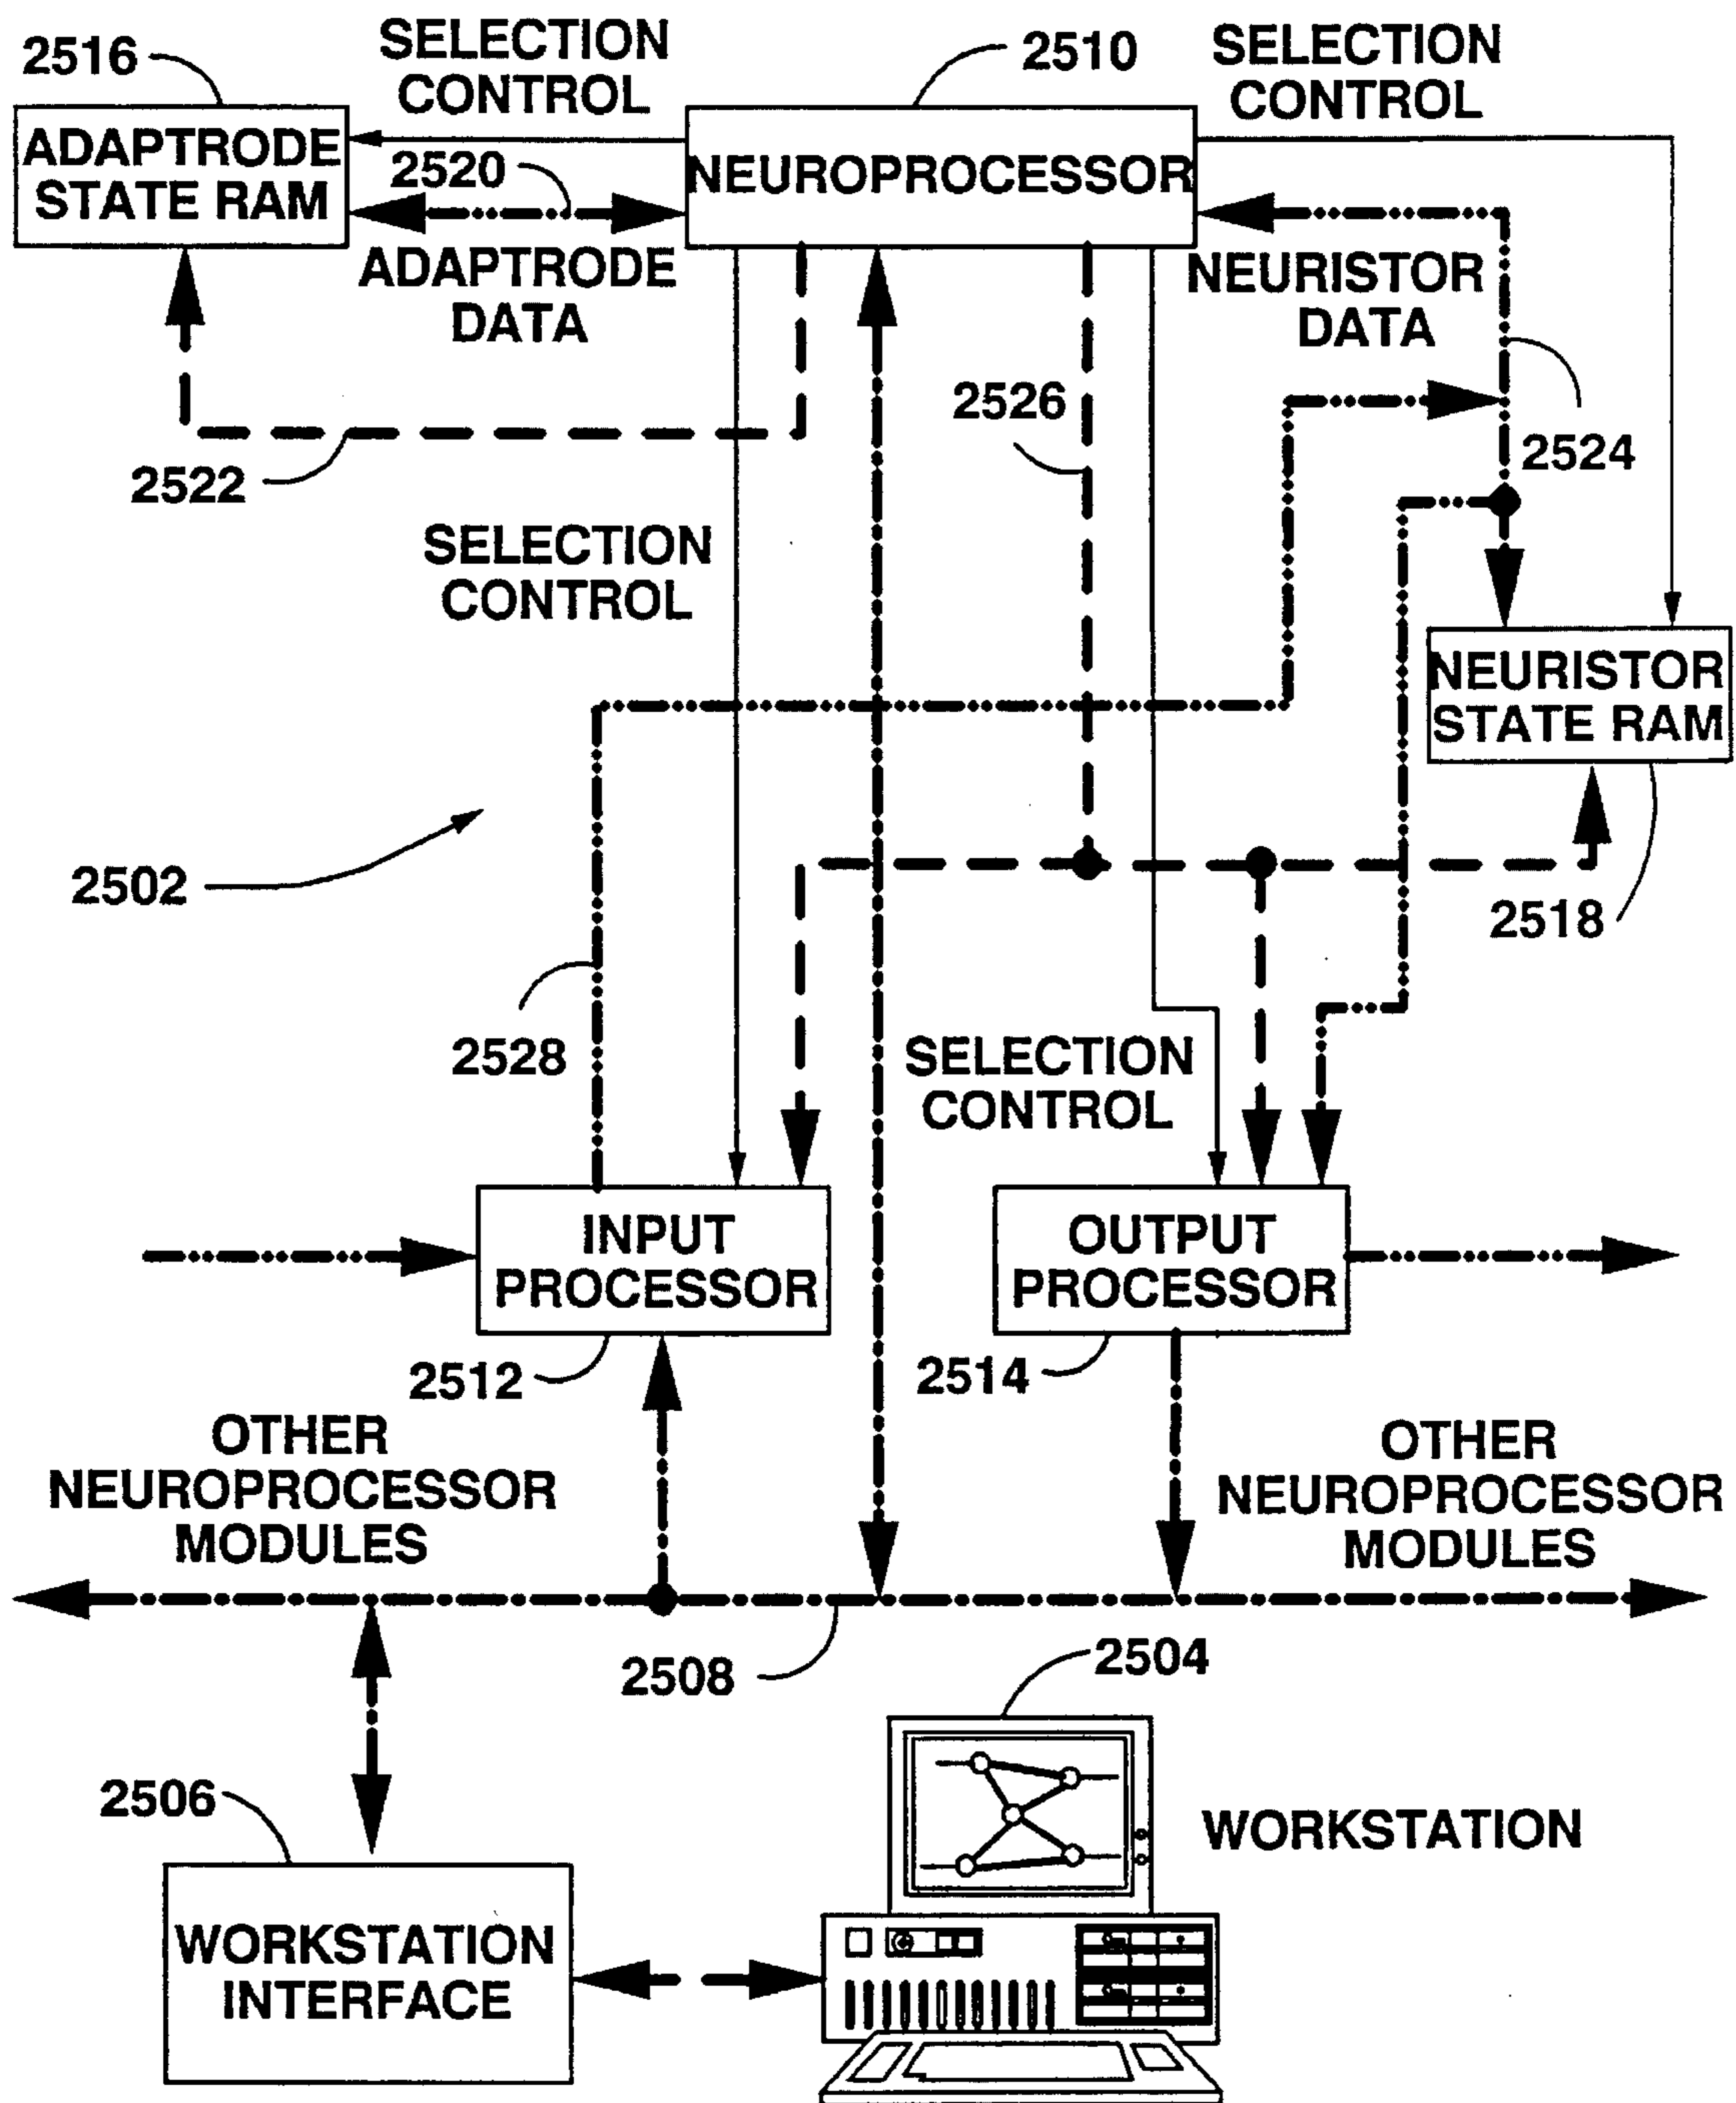 2516
SELECTION
CONTROL
2510
SELECTION
CONTROL
ADAPTRODE
STATE RAM
2520
NEUROPROCESSOR
ADAPTRODE
DATA
NEURISTOR
DATA
2526
2524
2522
SELECTION
CONTROL
NEURISTOR
STATE RAM
2502
2518
2528
SELECTION
CONTROL
INPUT
PROCESSOR
OUTPUT
PROCESSOR
2512
2514
OTHER
NEUROPROCESSOR
MODULES
OTHER
NEUROPROCESSOR
MODULES
2508
2504
2506
WORKSTATION
WORKSTATION
INTERFACE